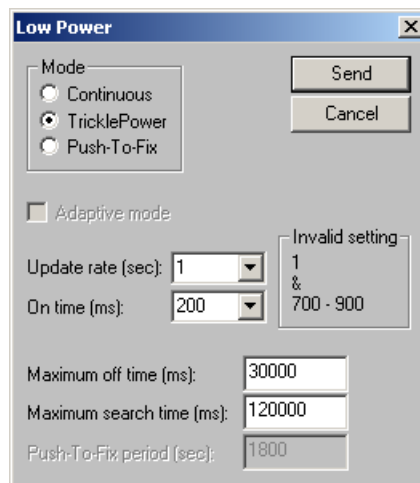 Low Power
Mode
Continuous
TricklePower
Push-To-Fix
Send
Cancel
Adaptive mode
Update rate (sec): 1
On time (ms): 200
Invalid setting
1
&
700 - 900
Maximum off time (ms): 30000
Maximum search time (ms): 120000
Push-To-Fix period (sec): 1800